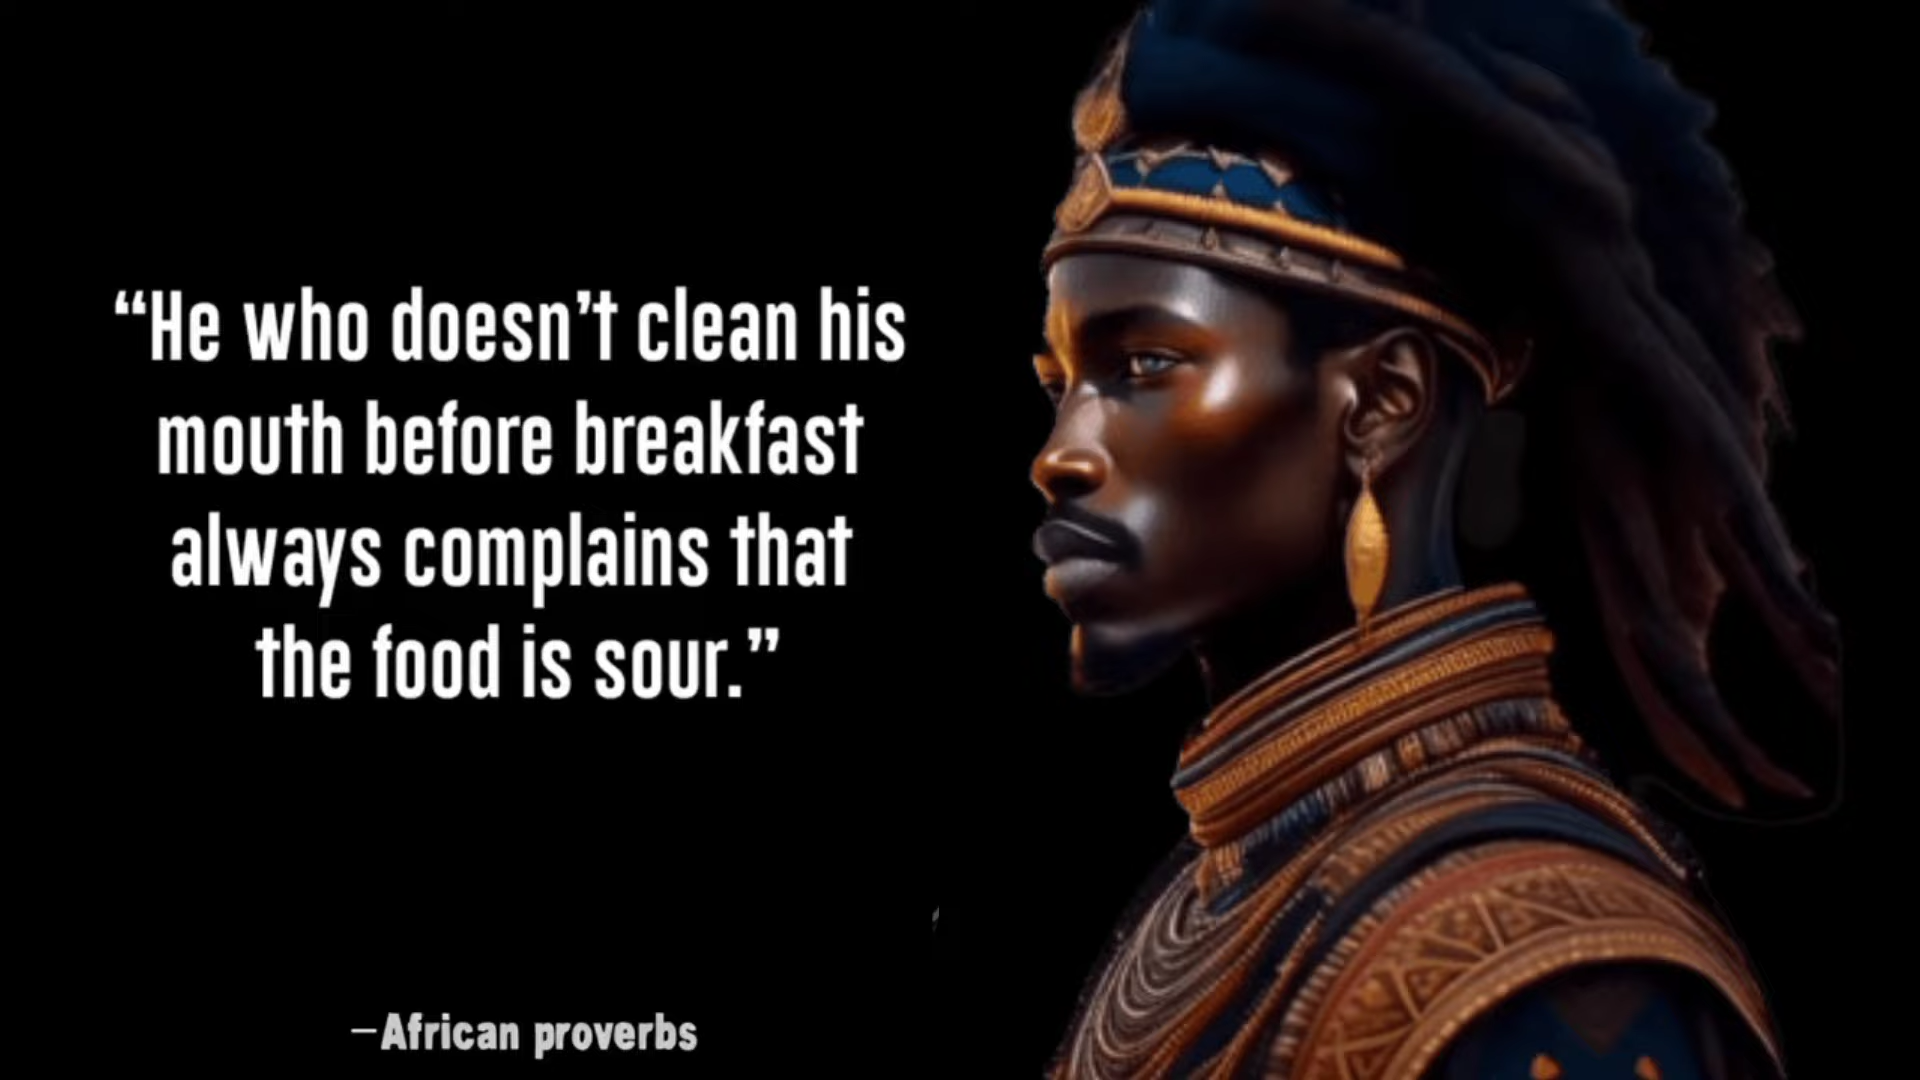 “He who doesn’t clean his
mouth before breakfast
always complains that
the food is sour.”
–African proverbs